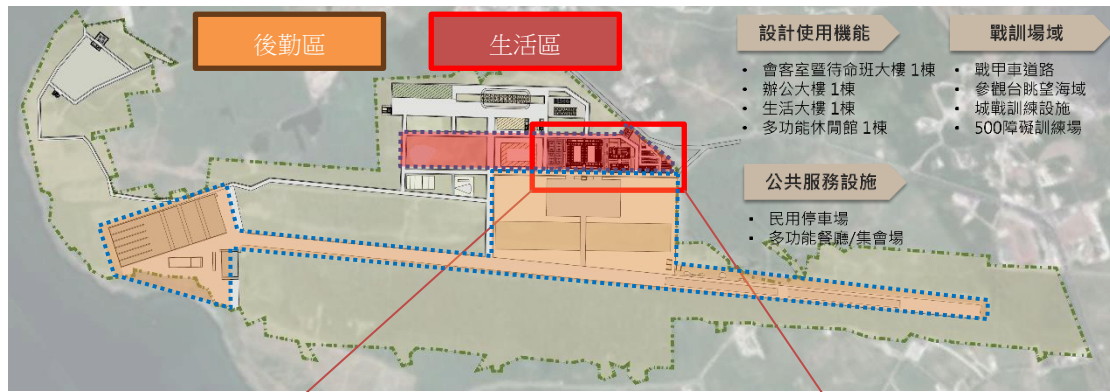 後勤區
生活區
設計使用機能
• 會客室暨待命班大樓 1棟
• 辦公大樓 1棟
• 生活大樓 1棟
• 多功能休閒館 1棟
戰訓場域
• 戰甲車道路
• 參觀台眺望海域
• 城戰訓練設施
• 500障礙訓練場
公共服務設施
• 民用停車場
• 多功能餐廳/集會場